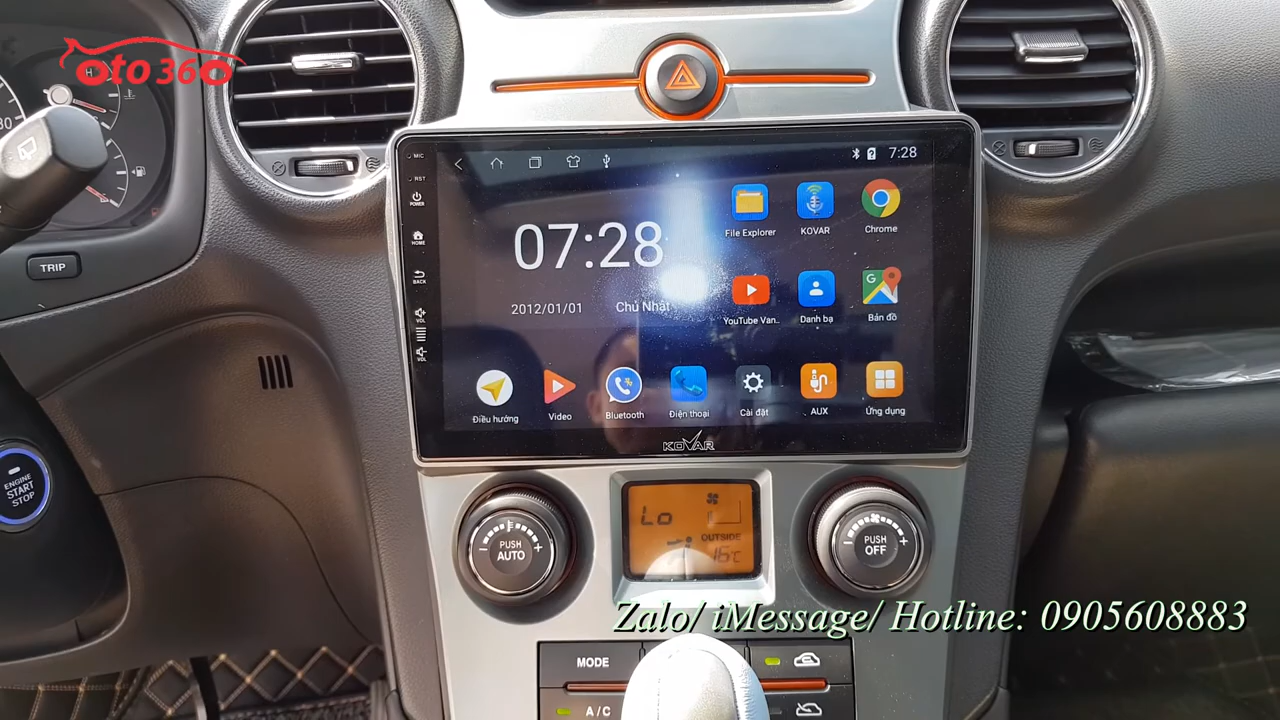 oto360
MIC
RST
POWER
HOME
BACK
VOL
VOL
7:28
07:28
2012/01/01 Chủ Nhật
File Explorer KOVAR Chrome
YouTube Van.. Danh bạ Bản đồ
Điều hướng Video Bluetooth Điện thoại Cài đặt AUX Ứng dụng
KOVAR
TRIP
ENGINE
START
STOP
PUSH
AUTO
Lo
OUTSIDE
16°C
PUSH
OFF
Zalo/ iMessage/ Hotline: 0905608883
MODE
A/C